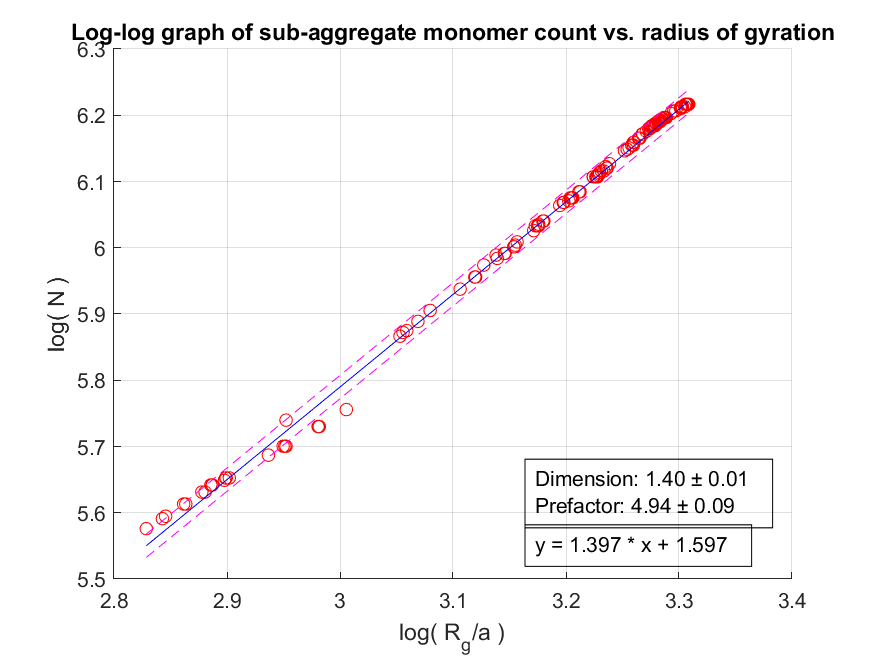 Log-log graph of sub-aggregate monomer count vs. radius of gyration
6.3
6.2
6.1
6
5.9
5.8
5.7
5.6
5.5
log( N )
Dimension: 1.40 ± 0.01
Prefactor: 4.94 ± 0.09
y = 1.397 * x + 1.597
2.8 2.9 3 3.1 3.2 3.3 3.4
log( Rg/a )